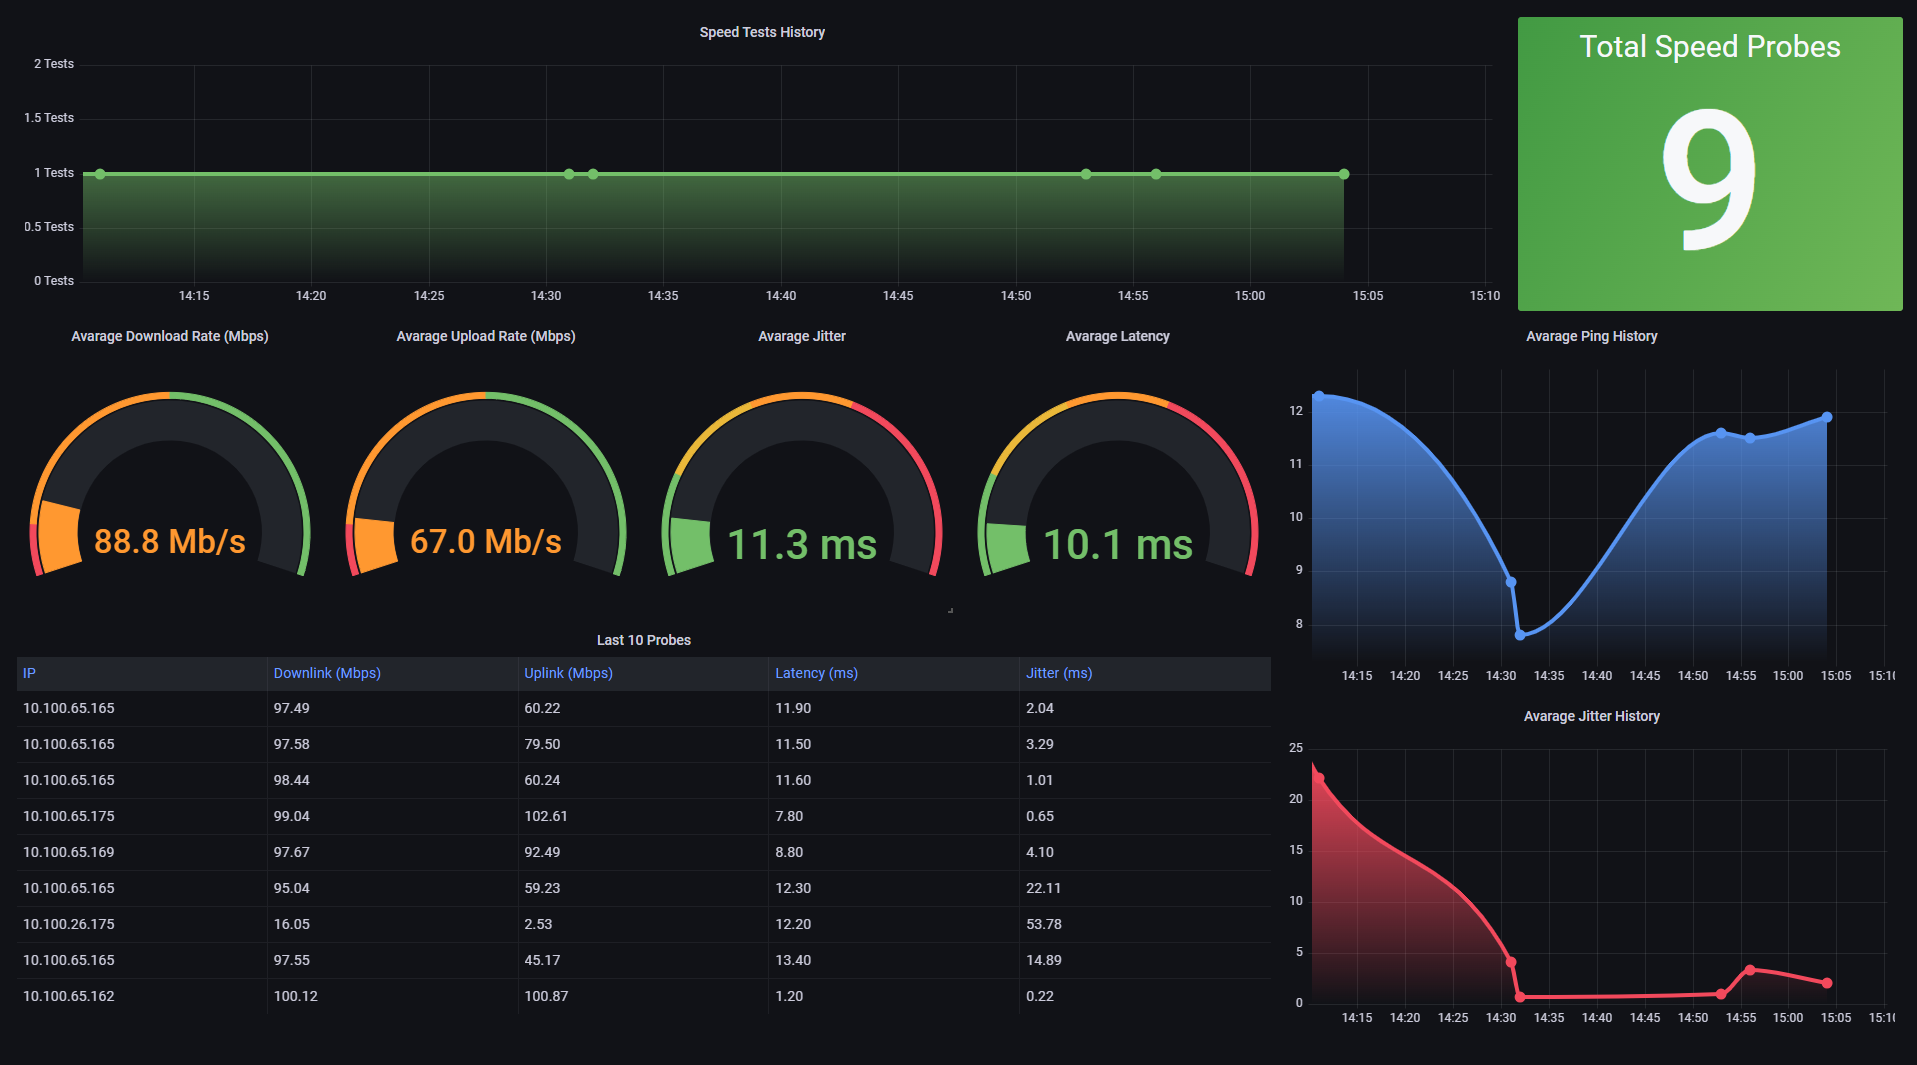 Speed Tests History
2 Tests
1.5 Tests
1 Tests
0.5 Tests
0 Tests
14:15 14:20 14:25 14:30 14:35 14:40 14:45 14:50 14:55 15:00 15:05 15:10
Total Speed Probes
9
Avarage Download Rate (Mbps)
88.8 Mb/s
Avarage Upload Rate (Mbps)
67.0 Mb/s
Avarage Jitter
11.3 ms
Avarage Latency
10.1 ms
Avarage Ping History
12
11
10
9
8
14:15 14:20 14:25 14:30 14:35 14:40 14:45 14:50 14:55 15:00 15:05 15:10
Last 10 Probes
IP Downlink (Mbps) Uplink (Mbps) Latency (ms) Jitter (ms)
10.100.65.165 97.49 60.22 11.90 2.04
10.100.65.165 97.58 79.50 11.50 3.29
10.100.65.165 98.44 60.24 11.60 1.01
10.100.65.175 99.04 102.61 7.80 0.65
10.100.65.169 97.67 92.49 8.80 4.10
10.100.65.165 95.04 59.23 12.30 22.11
10.100.26.175 16.05 2.53 12.20 53.78
10.100.65.165 97.55 45.17 13.40 14.89
10.100.65.162 100.12 100.87 1.20 0.22
Avarage Jitter History
25
20
15
10
5
0
14:15 14:20 14:25 14:30 14:35 14:40 14:45 14:50 14:55 15:00 15:05 15:10